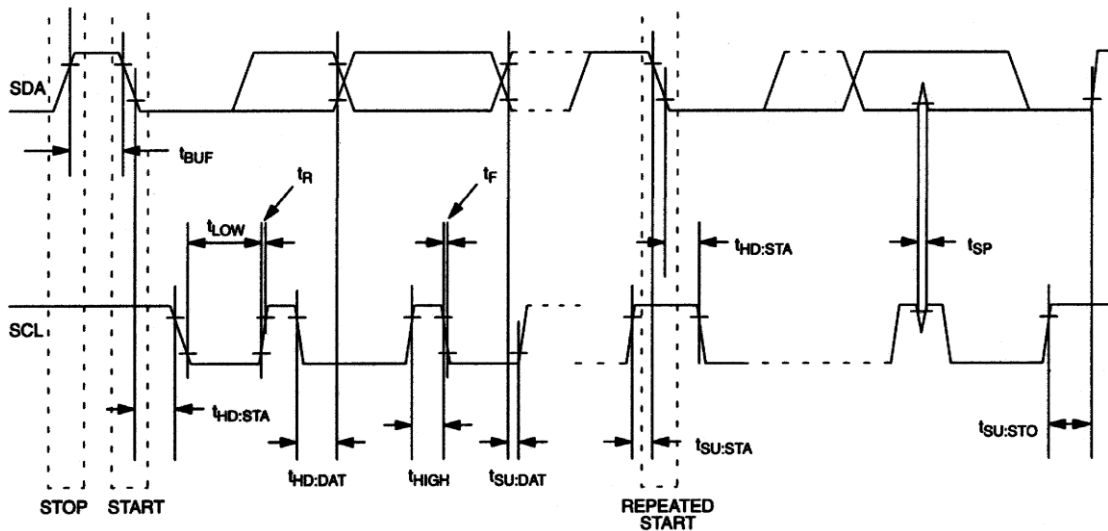 SDA
tBUF
tR
tF
tLOW
tHD:STA
tSP
SCL
tHD:STA
tHD:DAT
tHIGH
tSU:DAT
tSU:STA
tSU:STO
STOP
START
REPEATED
START